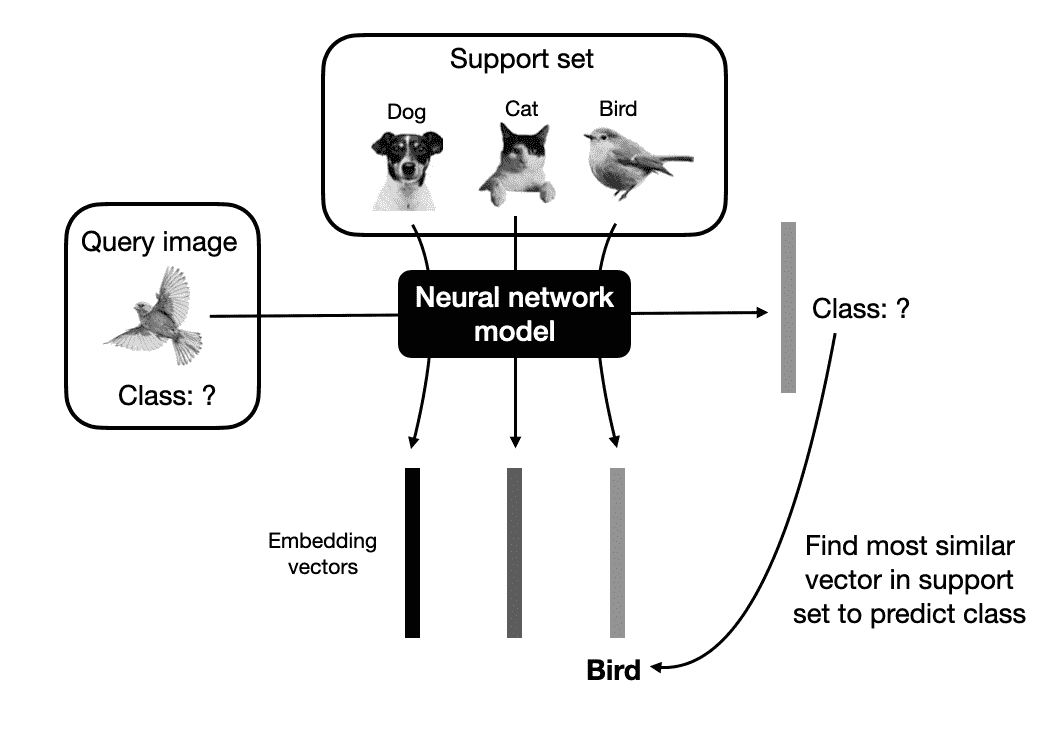 Support set
Dog
Cat
Bird
Query image
Class: ?
Neural network
model
Class: ?
Embedding
vectors
Find most similar
vector in support
set to predict class
Bird